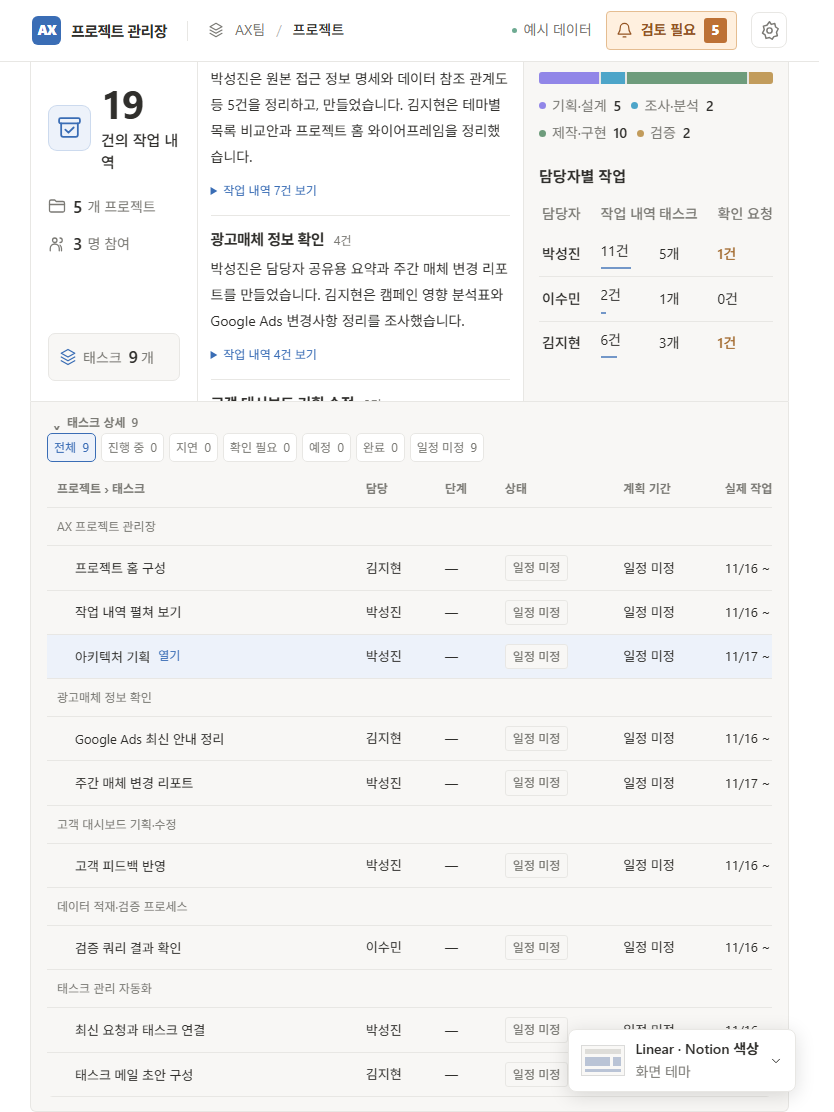 AX 프로젝트 관리장 AX팀 / 프로젝트 예시 데이터 검토 필요 5
19
건의 작업 내
역
5 개 프로젝트
3 명 참여
태스크 9 개
박성진은 원본 접근 정보 명세와 데이터 참조 관계도
등 5건을 정리하고, 만들었습니다. 김지현은 테마별
목록 비교안과 프로젝트 홈 와이어프레임을 정리했
습니다.
▶ 작업 내역 7건 보기
광고매체 정보 확인 4건
박성진은 담당자 공유용 요약과 주간 매체 변경 리포
트를 만들었습니다. 김지현은 캠페인 영향 분석표와
Google Ads 변경사항 정리를 조사했습니다.
▶ 작업 내역 4건 보기
기획·설계 5 조사·분석 2
제작·구현 10 검증 2
담당자별 작업
담당자 작업 내역 태스크 확인 요청
박성진 11건 5개 1건
이수민 2건 1개 0건
김지현 6건 3개 1건
태스크 상세 9
전체 9 진행 중 0 지연 0 확인 필요 0 예정 0 완료 0 일정 미정 9
프로젝트 › 태스크 담당 단계 상태 계획 기간 실제 작업
AX 프로젝트 관리장
프로젝트 홈 구성 김지현 — 일정 미정 일정 미정 11/16 ~
작업 내역 펼쳐 보기 박성진 — 일정 미정 일정 미정 11/16 ~
아키텍처 기획 열기 박성진 — 일정 미정 일정 미정 11/17 ~
광고매체 정보 확인
Google Ads 최신 안내 정리 김지현 — 일정 미정 일정 미정 11/16 ~
주간 매체 변경 리포트 박성진 — 일정 미정 일정 미정 11/17 ~
고객 대시보드 기획·수정
고객 피드백 반영 박성진 — 일정 미정 일정 미정 11/16 ~
데이터 적재·검증 프로세스
검증 쿼리 결과 확인 이수민 — 일정 미정 일정 미정 11/16 ~
태스크 관리 자동화
최신 요청과 태스크 연결 박성진 — 일정 미정
태스크 메일 초안 구성 김지현 — 일정 미정
Linear · Notion 색상
화면 테마